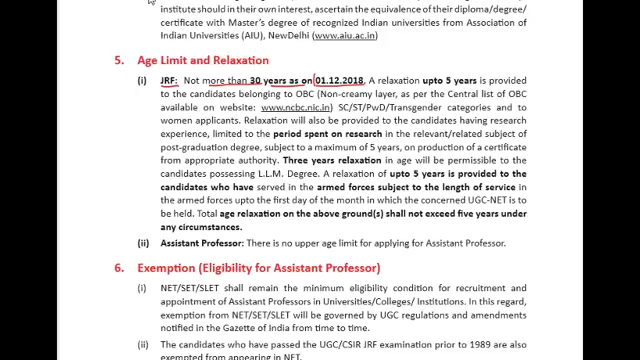 institute should in their own interest, ascertain the equivalence of their diploma/degree/
certificate with Master's degree of recognized Indian universities from Association of
Indian Universities (AIU), NewDelhi (www.aiu.ac.in)
5. Age Limit and Relaxation
(i) JRF: Not more than 30 years as on 01.12.2018, A relaxation upto 5 years is provided
to the candidates belonging to OBC (Non-creamy layer, as per the Central list of OBC
available on website: www.ncbc.nic.in) SC/ST/PwD/Transgender categories and to
women applicants. Relaxation will also be provided to the candidates having research
experience, limited to the period spent on research in the relevant/related subject of
post-graduation degree, subject to a maximum of 5 years, on production of a certificate
from appropriate authority. Three years relaxation in age will be permissible to the
candidates possessing L.L.M. Degree. A relaxation of upto 5 years is provided to the
candidates who have served in the armed forces subject to the length of service in
the armed forces upto the first day of the month in which the concerned UGC-NET is to
be held. Total age relaxation on the above ground(s) shall not exceed five years under
any circumstances.
(ii) Assistant Professor: There is no upper age limit for applying for Assistant Professor.
6. Exemption (Eligibility for Assistant Professor)
(i) NET/SET/SLET shall remain the minimum eligibility condition for recruitment and
appointment of Assistant Professors in Universities/Colleges/ Institutions. In this regard,
exemption from NET/SET/SLET will be governed by UGC regulations and amendments
notified in the Gazette of India from time to time.
(ii) The candidates who have passed the UGC/CSIR JRF examination prior to 1989 are also
exempted from appearing in NET.